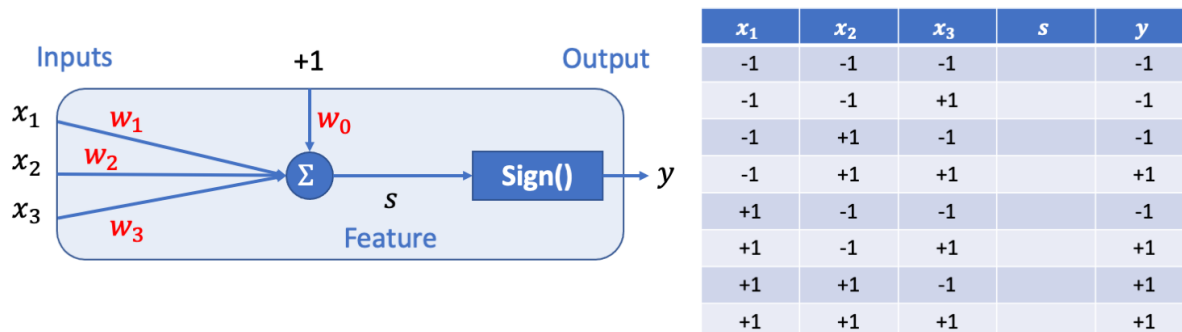 Inputs
+1
Output
x₁
w₁
w₀
x₂
w₂
Σ
Sign()
y
x₃
w₃
s
Feature
x₁ x₂ x₃ s y
-1 -1 -1 -1
-1 -1 +1 -1
-1 +1 -1 -1
-1 +1 +1 +1
+1 -1 -1 -1
+1 -1 +1 +1
+1 +1 -1 +1
+1 +1 +1 +1